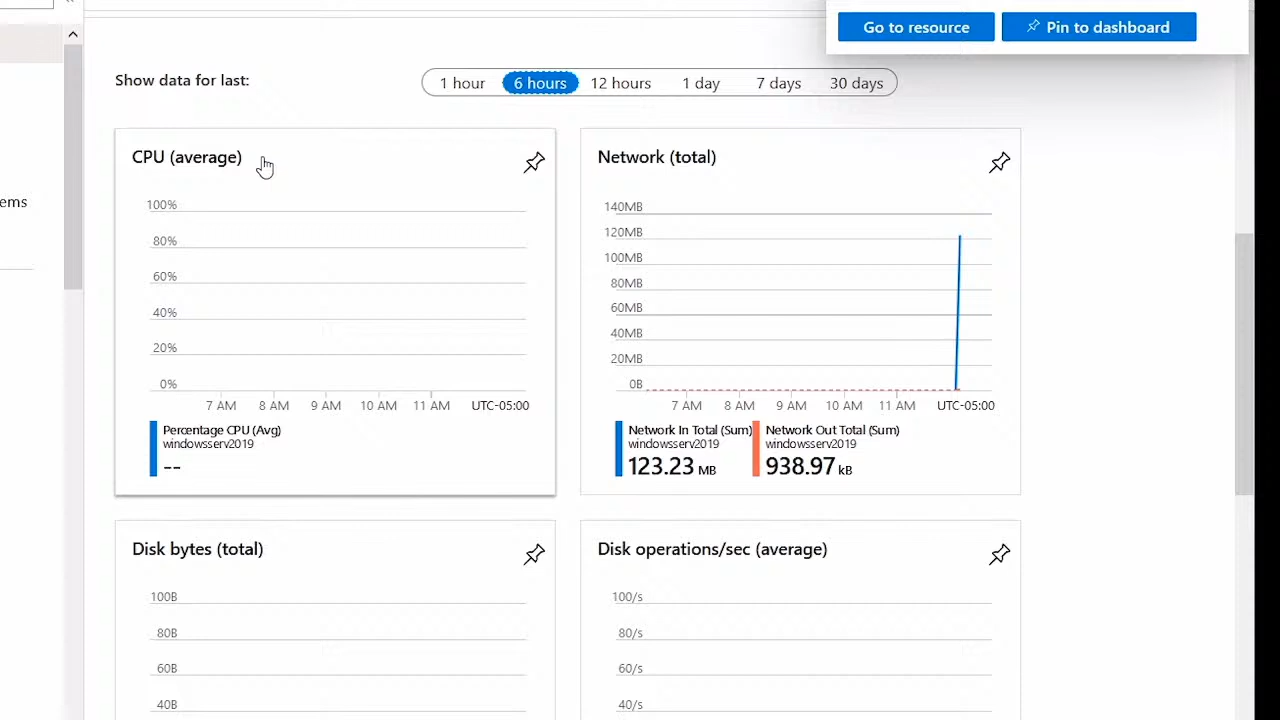 Go to resource
Pin to dashboard
Show data for last:
1 hour
6 hours
12 hours
1 day
7 days
30 days
ems
CPU (average)
100%
80%
60%
40%
20%
0%
7 AM
8 AM
9 AM
10 AM
11 AM
UTC-05:00
Percentage CPU (Avg)
windowsserv2019
--
Network (total)
140MB
120MB
100MB
80MB
60MB
40MB
20MB
0B
7 AM
8 AM
9 AM
10 AM
11 AM
UTC-05:00
Network In Total (Sum)
windowsserv2019
123.23 MB
Network Out Total (Sum)
windowsserv2019
938.97 kB
Disk bytes (total)
100B
80B
60B
40B
Disk operations/sec (average)
100/s
80/s
60/s
40/s